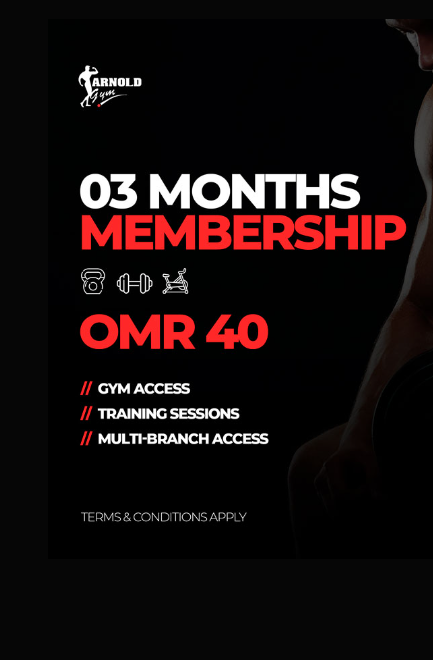 ARNOLD
Gym
03 MONTHS
MEMBERSHIP
OMR 40
// GYM ACCESS
// TRAINING SESSIONS
// MULTI-BRANCH ACCESS
TERMS & CONDITIONS APPLY